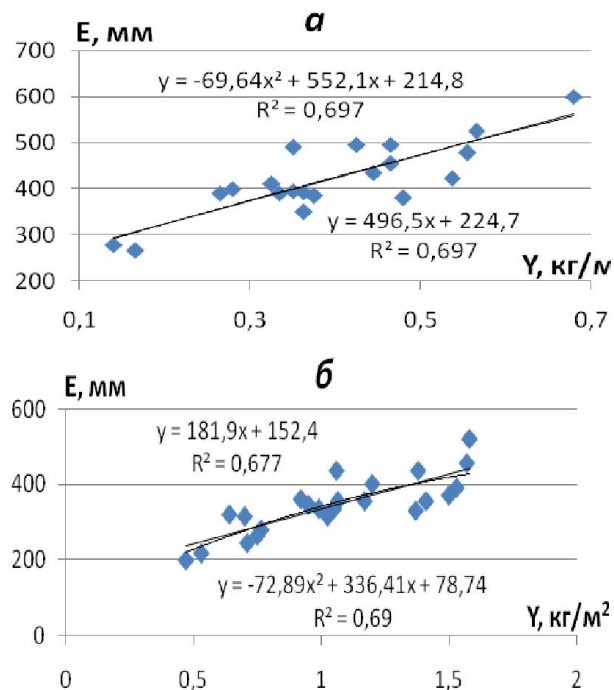 а
Е, мм
700
y = -69,64x² + 552,1x + 214,8
R² = 0,697
600
500
400
300
y = 496,5x + 224,7
R² = 0,697
200
Y, кг/м
0,1 0,3 0,5 0,7
б
Е, мм
600
y = 181,9x + 152,4
R² = 0,677
400
200
y = -72,89x² + 336,41x + 78,74
R² = 0,69
0
Y, кг/м²
0 0,5 1 1,5 2